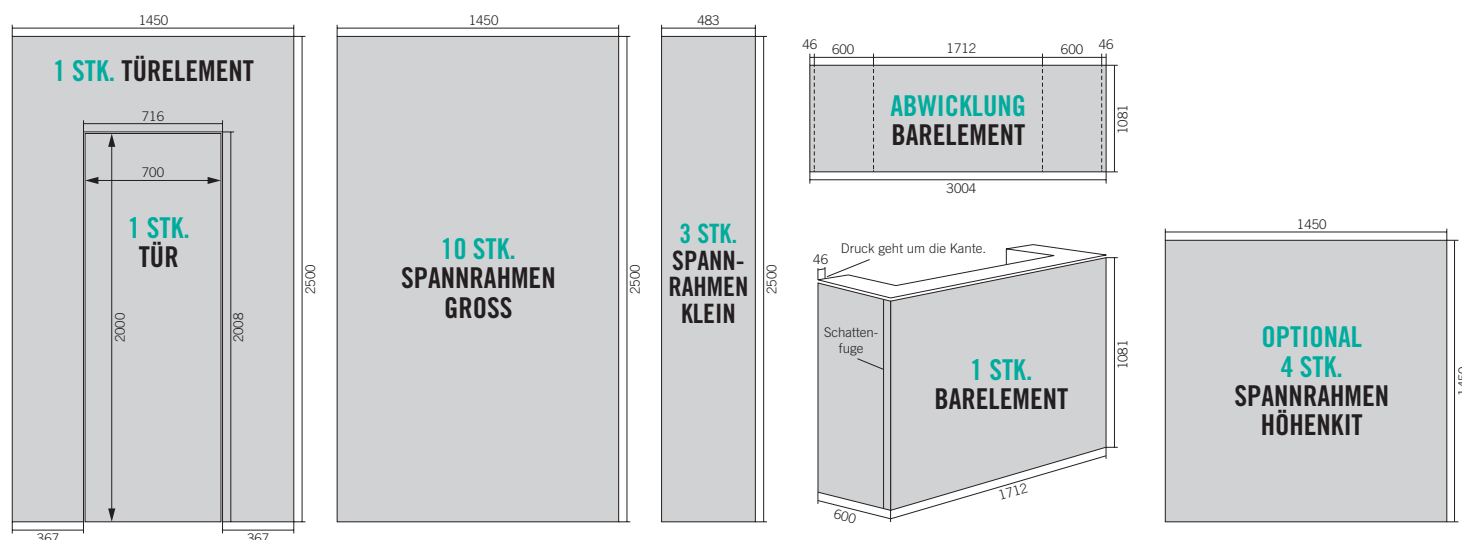 1450
1 STK. TÜRELEMENT
716
700
1 STK.
TÜR
2000
2008
2500
367
367
1450
10 STK.
SPANNRAHMEN
GROSS
2500
483
3 STK.
SPANN-
RAHMEN
KLEIN
2500
46
600
1712
600
46
ABWICKLUNG
BARELEMENT
1081
3004
Druck geht um die Kante.
46
Schatten-
fuge
1 STK.
BARELEMENT
1081
1712
600
1450
OPTIONAL
4 STK.
SPANNRAHMEN
HÖHENKIT
1450